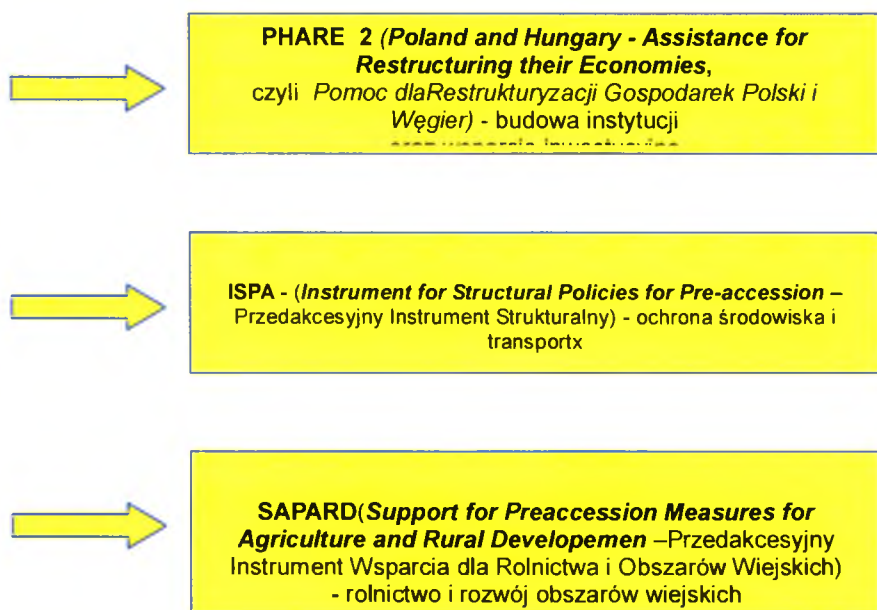 PHARE 2 (Poland and Hungary - Assistance for
Restructuring their Economies,
czyli Pomoc dlaRestrukturyzacji Gospodarek Polski i
Węgier) - budowa instytucji
ISPA - (Instrument for Structural Policies for Pre-accession –
Przedakcesyjny Instrument Strukturalny) - ochrona środowiska i
transportx
SAPARD(Support for Preaccession Measures for
Agriculture and Rural Developemen –Przedakcesyjny
Instrument Wsparcia dla Rolnictwa i Obszarów Wiejskich)
- rolnictwo i rozwój obszarów wiejskich